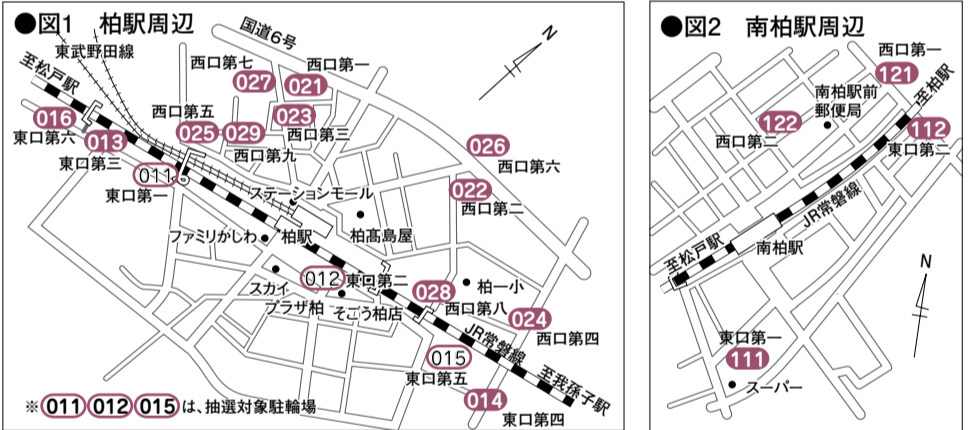 ●図1 柏駅周辺
国道6号
東武野田線
至松戸駅
N
西口第七
027
西口第一
021
023
西口第三
016
東口第六
013
東口第三
西口第五
025
029
西口第九
011
東口第一
026
西口第六
022
西口第二
ステーションモール
ファミリかしわ
柏駅
柏髙島屋
スカイ
プラザ柏
012
東口第二
そごう柏店
028
西口第八
柏一小
024
西口第四
JR常磐線
015
東口第五
至我孫子駅
014
東口第四
※011 012 015は、抽選対象駐輪場
●図2 南柏駅周辺
西口第一
121
至柏駅
南柏駅前
郵便局
122
西口第二
112
東口第二
JR常磐線
至松戸駅
南柏駅
N
東口第一
111
スーパー